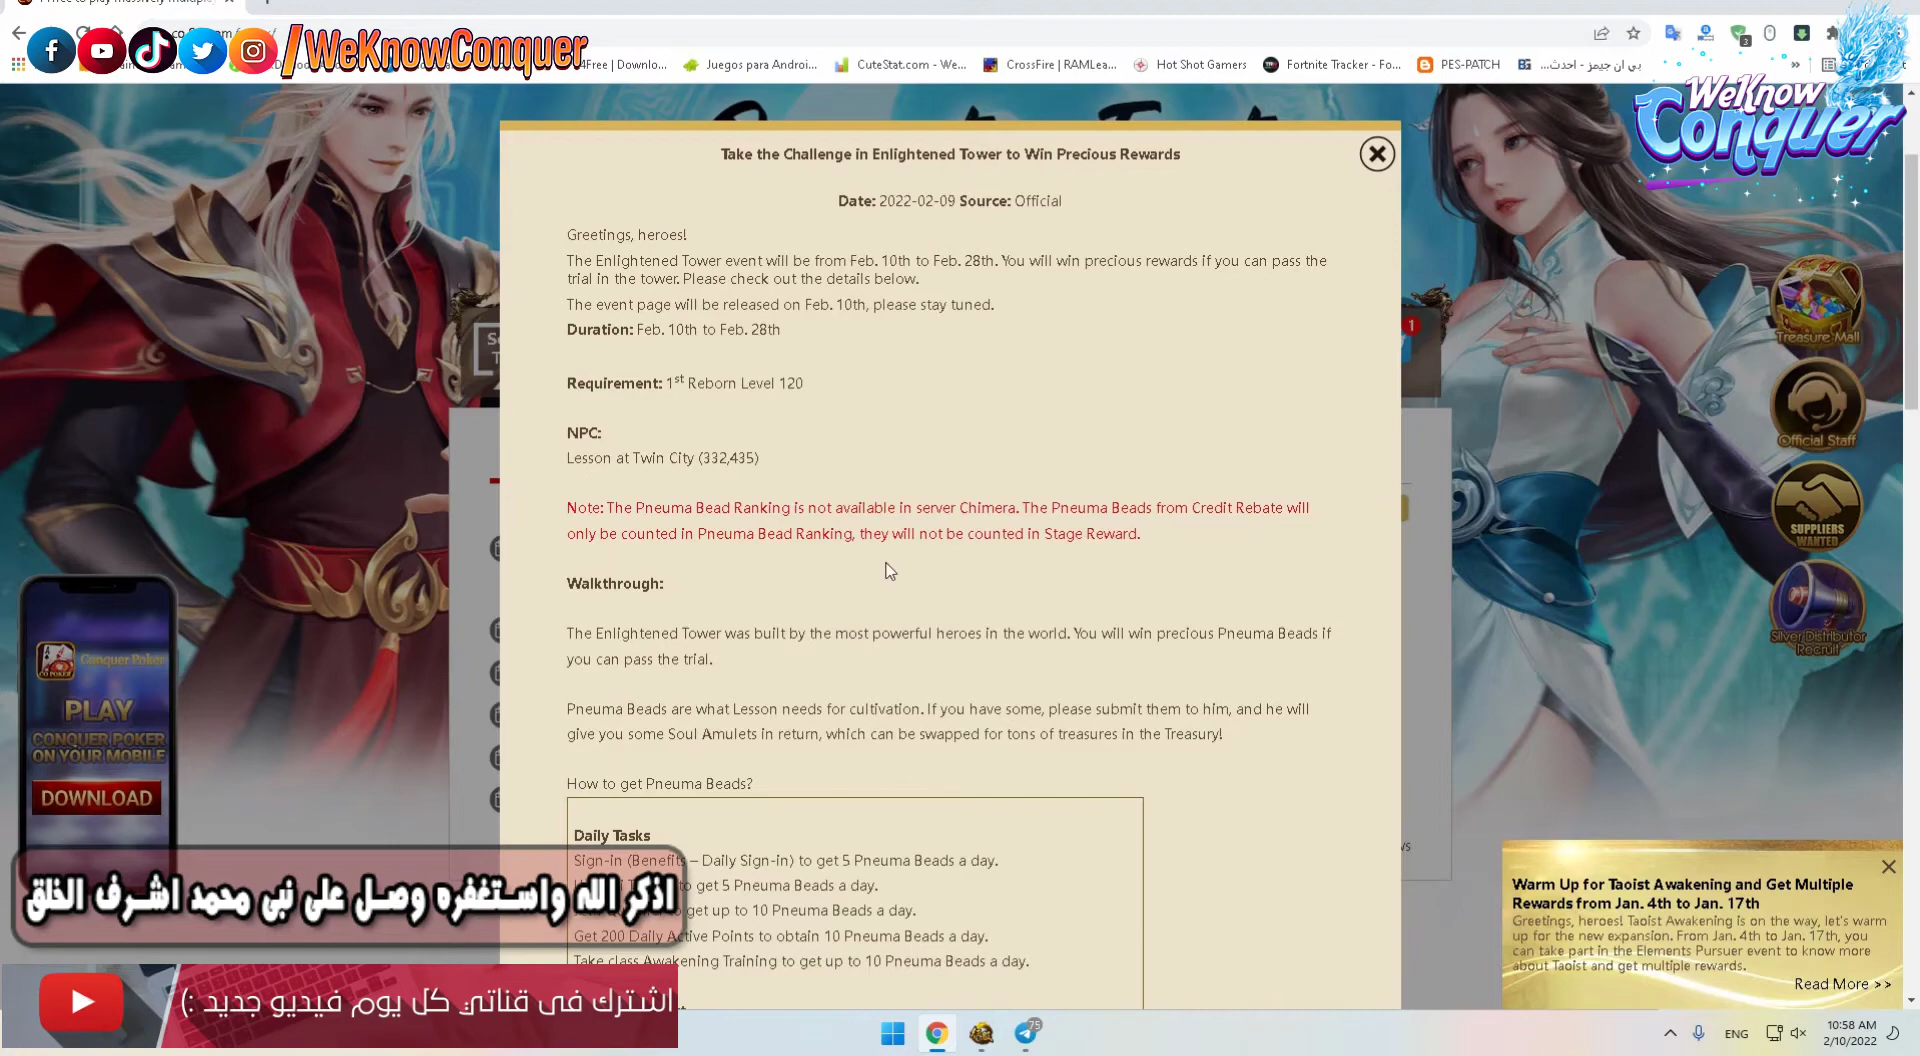 /WeKnowConquer
4Free | Downlo...
Juegos para Androi...
CuteStat.com - We...
CrossFire | RAMLea...
Hot Shot Gamers
Fortnite Tracker - Fo...
PES-PATCH
بي ان جيمز - احدث...
WeKnow
Conquer
Take the Challenge in Enlightened Tower to Win Precious Rewards
Date: 2022-02-09 Source: Official
Greetings, heroes!
The Enlightened Tower event will be from Feb. 10th to Feb. 28th. You will win precious rewards if you can pass the
trial in the tower. Please check out the details below.
The event page will be released on Feb. 10th, please stay tuned.
Duration: Feb. 10th to Feb. 28th
Requirement: 1st Reborn Level 120
NPC:
Lesson at Twin City (332,435)
Note: The Pneuma Bead Ranking is not available in server Chimera. The Pneuma Beads from Credit Rebate will
only be counted in Pneuma Bead Ranking, they will not be counted in Stage Reward.
Walkthrough:
The Enlightened Tower was built by the most powerful heroes in the world. You will win precious Pneuma Beads if
you can pass the trial.
Pneuma Beads are what Lesson needs for cultivation. If you have some, please submit them to him, and he will
give you some Soul Amulets in return, which can be swapped for tons of treasures in the Treasury!
How to get Pneuma Beads?
Daily Tasks
Sign-in (Benefits – Daily Sign-in) to get 5 Pneuma Beads a day.
to get 5 Pneuma Beads a day.
get up to 10 Pneuma Beads a day.
Get 200 Daily Active Points to obtain 10 Pneuma Beads a day.
Take class Awakening Training to get up to 10 Pneuma Beads a day.
1
Treasure Mall
Official Staff
SUPPLIERS
WANTED
Silver Distributor
Recruit
Conquer Poker
CO POKER
PLAY
CONQUER POKER
ON YOUR MOBILE
DOWNLOAD
اذكر الله واستغفره وصل على نبى محمد اشرف الخلق
اشترك فى قناتي كل يوم فيديو جديد :)
Warm Up for Taoist Awakening and Get Multiple
Rewards from Jan. 4th to Jan. 17th
Greetings, heroes! Taoist Awakening is on the way, let's warm
up for the new expansion. From Jan. 4th to Jan. 17th, you
can take part in the Elements Pursuer event to know more
about Taoist and get multiple rewards.
Read More >>
75
ENG
10:58 AM
2/10/2022